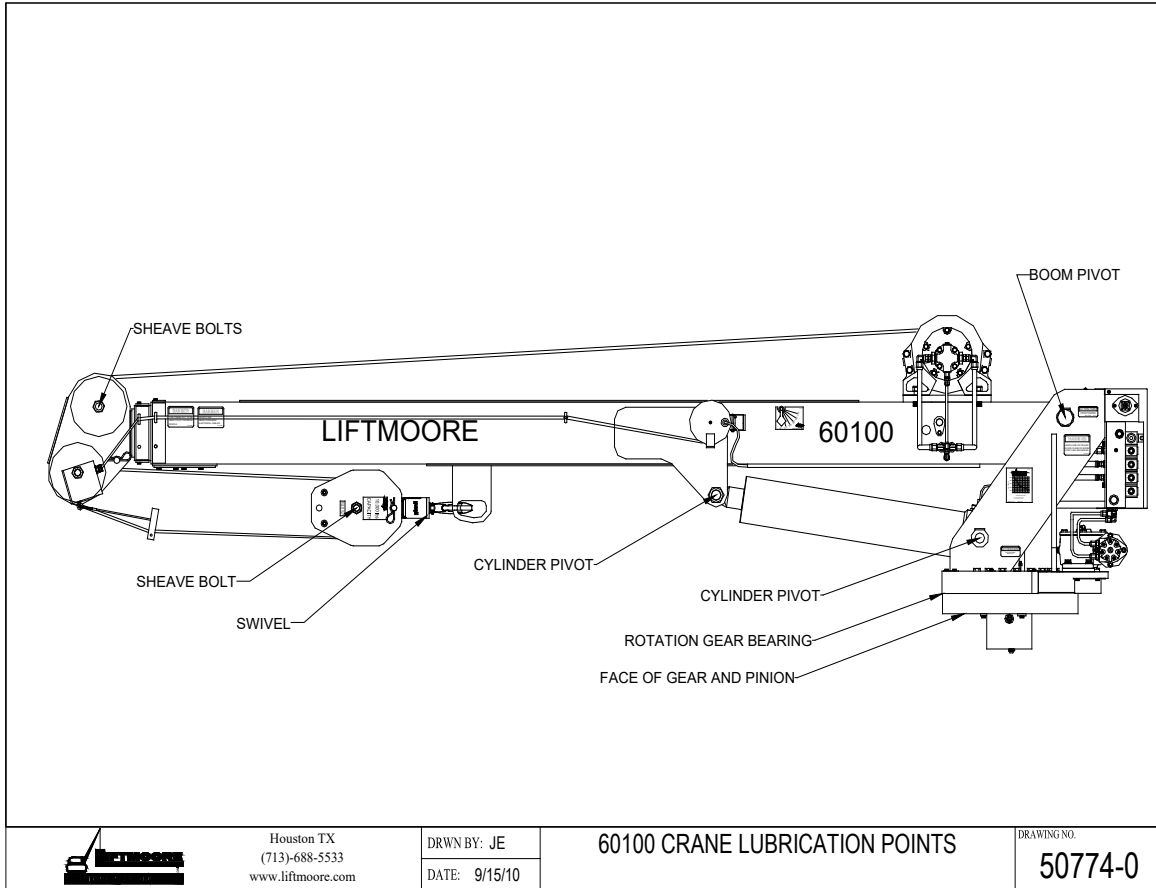 BOOM PIVOT
SHEAVE BOLTS
LIFTMOORE
60100
CYLINDER PIVOT
SHEAVE BOLT
CYLINDER PIVOT
SWIVEL
ROTATION GEAR BEARING
FACE OF GEAR AND PINION
LIFTMOORE
Houston TX
(713)-688-5533
www.liftmoore.com
DRWN BY: JE
DATE: 9/15/10
60100 CRANE LUBRICATION POINTS
DRAWING NO.
50774-0